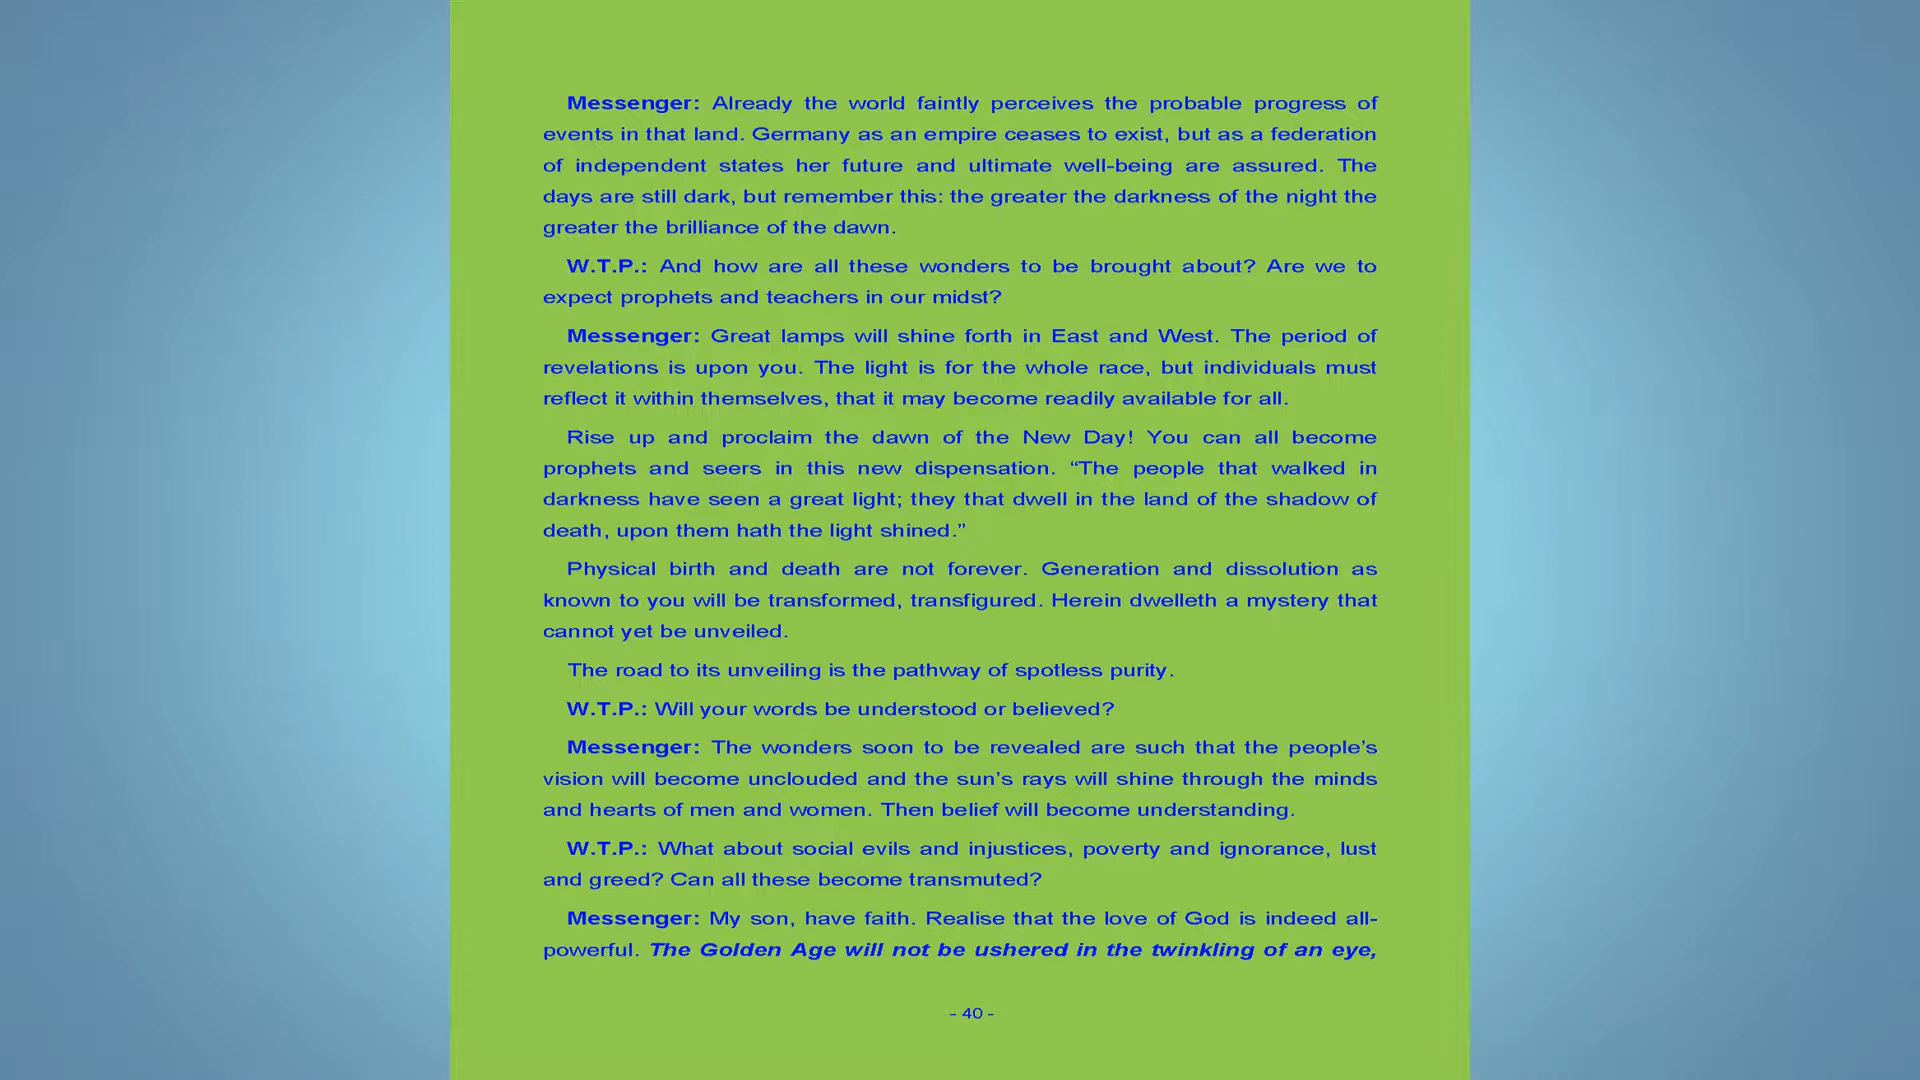 Messenger: Already the world faintly perceives the probable progress of
events in that land. Germany as an empire ceases to exist, but as a federation
of independent states her future and ultimate well-being are assured. The
days are still dark, but remember this: the greater the darkness of the night the
greater the brilliance of the dawn.
W.T.P.: And how are all these wonders to be brought about? Are we to
expect prophets and teachers in our midst?
Messenger: Great lamps will shine forth in East and West. The period of
revelations is upon you. The light is for the whole race, but individuals must
reflect it within themselves, that it may become readily available for all.
Rise up and proclaim the dawn of the New Day! You can all become
prophets and seers in this new dispensation. “The people that walked in
darkness have seen a great light; they that dwell in the land of the shadow of
death, upon them hath the light shined.”
Physical birth and death are not forever. Generation and dissolution as
known to you will be transformed, transfigured. Herein dwelleth a mystery that
cannot yet be unveiled.
The road to its unveiling is the pathway of spotless purity.
W.T.P.: Will your words be understood or believed?
Messenger: The wonders soon to be revealed are such that the people’s
vision will become unclouded and the sun’s rays will shine through the minds
and hearts of men and women. Then belief will become understanding.
W.T.P.: What about social evils and injustices, poverty and ignorance, lust
and greed? Can all these become transmuted?
Messenger: My son, have faith. Realise that the love of God is indeed all-
powerful. The Golden Age will not be ushered in the twinkling of an eye,
- 40 -